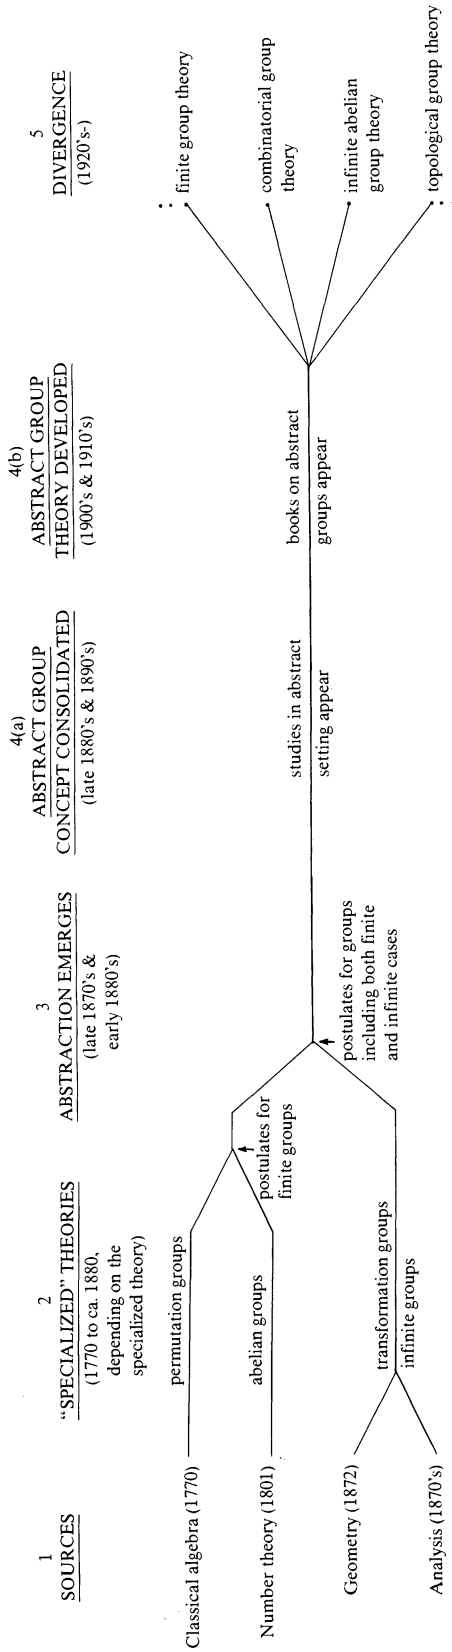 1
SOURCES
Classical algebra (1770)
Number theory (1801)
Geometry (1872)
Analysis (1870's)
2
"SPECIALIZED" THEORIES
(1770 to ca. 1880,
depending on the
specialized theory)
permutation groups
abelian groups
transformation groups
infinite groups
3
ABSTRACTION EMERGES
(late 1870's &
early 1880's)
postulates for
finite groups
postulates for groups
including both finite
and infinite cases
4(a)
ABSTRACT GROUP
CONCEPT CONSOLIDATED
(late 1880's & 1890's)
studies in abstract
setting appear
4(b)
ABSTRACT GROUP
THEORY DEVELOPED
(1900's & 1910's)
books on abstract
groups appear
5
DIVERGENCE
(1920's-)
finite group theory
combinatorial group
theory
infinite abelian
group theory
topological group theory